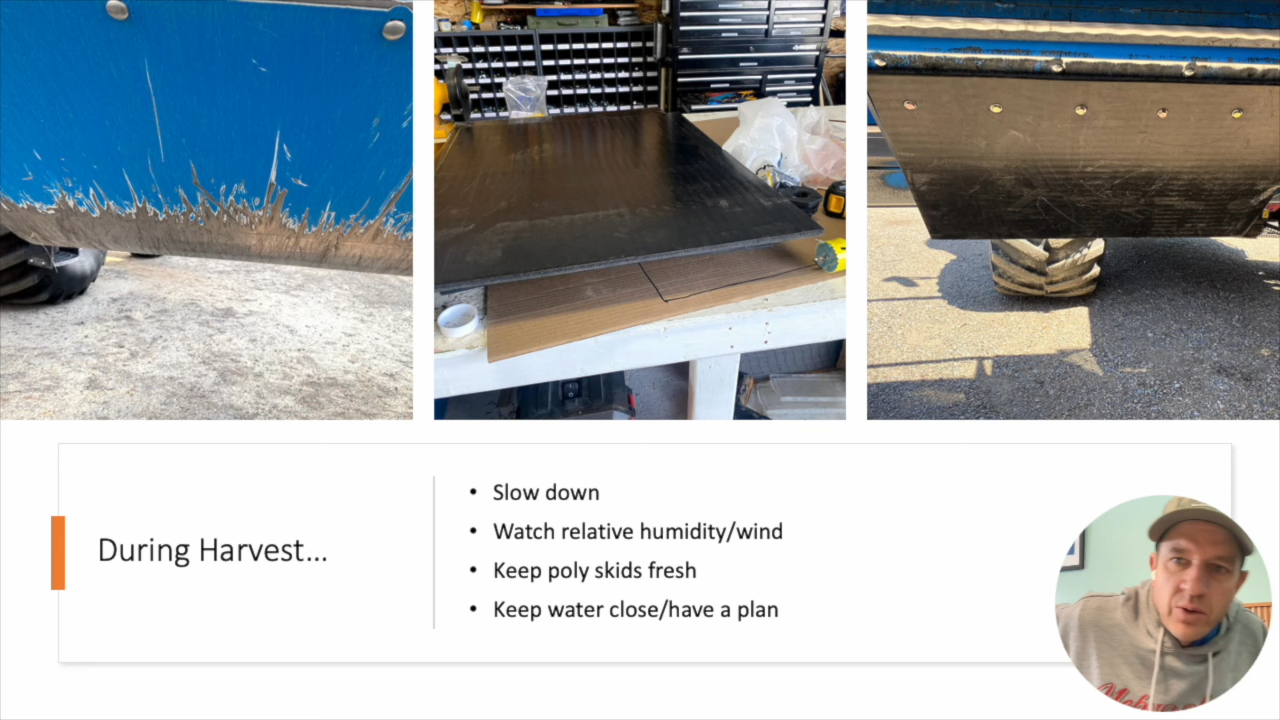 During Harvest...
• Slow down
• Watch relative humidity/wind
• Keep poly skids fresh
• Keep water close/have a plan